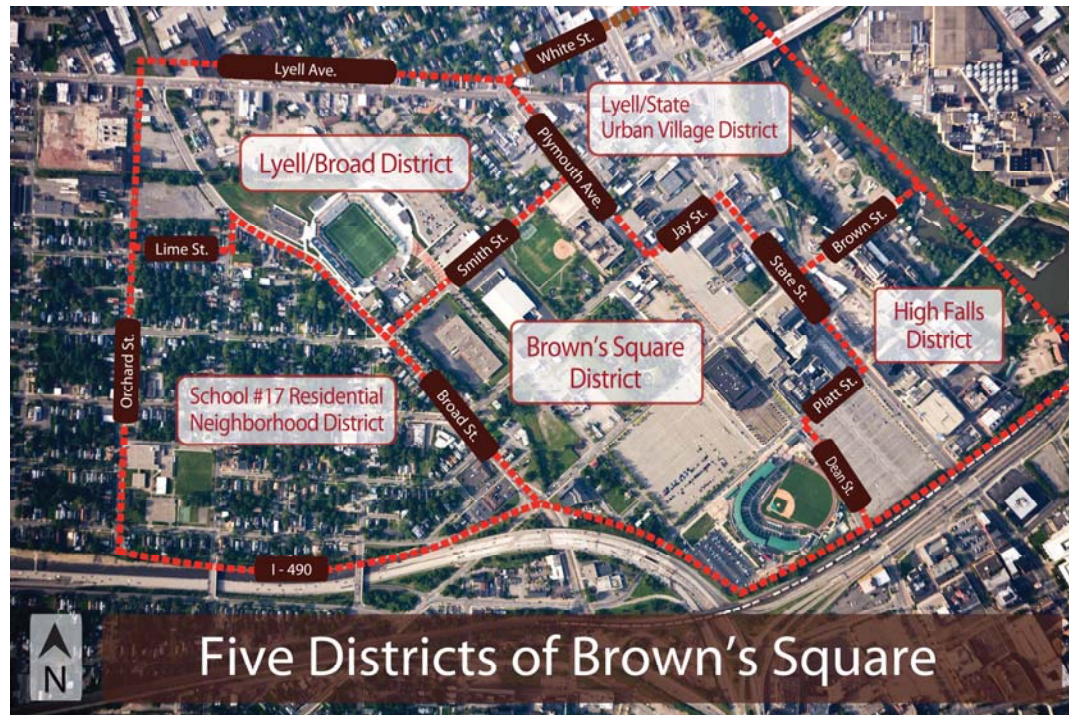 White St.
Lyell Ave.
Lyell/State
Urban Village District
Plymouth Ave.
Lyell/Broad District
Jay St.
Brown St.
Smith St.
Lime St.
State St.
High Falls
District
Brown's Square
District
Orchard St.
School #17 Residential
Neighborhood District
Broad St.
Platt St.
Dean St.
I - 490
N
Five Districts of Brown's Square